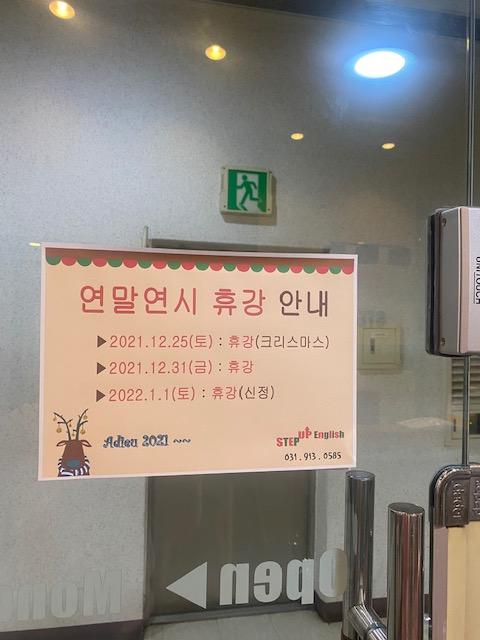 연말연시 휴강 안내
▶2021.12.25(토) : 휴강(크리스마스)
▶2021.12.31(금) : 휴강
▶2022.1.1(토) : 휴강(신정)
Adieu 2021 ~~
STEP UP English
031.913.0585
Open